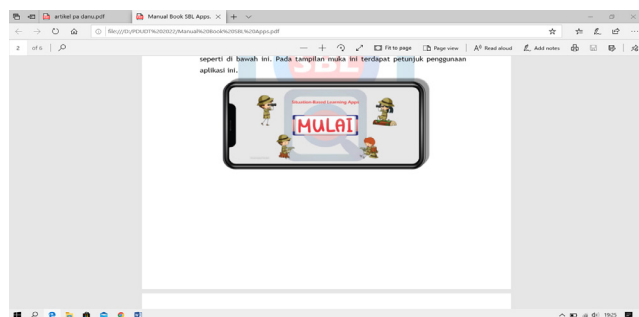 artikel pa danu.pdf
Manual Book SBL Apps.
file:///D:/PDUDT%202022/Manual%20Book%20SBL%20Apps.pdf
2 of 6
Fit to page
Page view
Read aloud
Add notes
seperti di bawah ini. Pada tampilan muka ini terdapat petunjuk penggunaan
aplikasi ini.
SBL
Situation-Based Learning Apps
MULAI
19:25